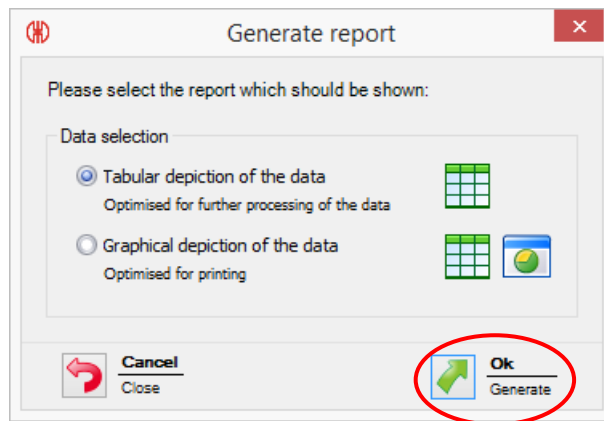 Generate report
Please select the report which should be shown:
Data selection
Tabular depiction of the data
Optimised for further processing of the data
Graphical depiction of the data
Optimised for printing
Cancel
Close
Ok
Generate